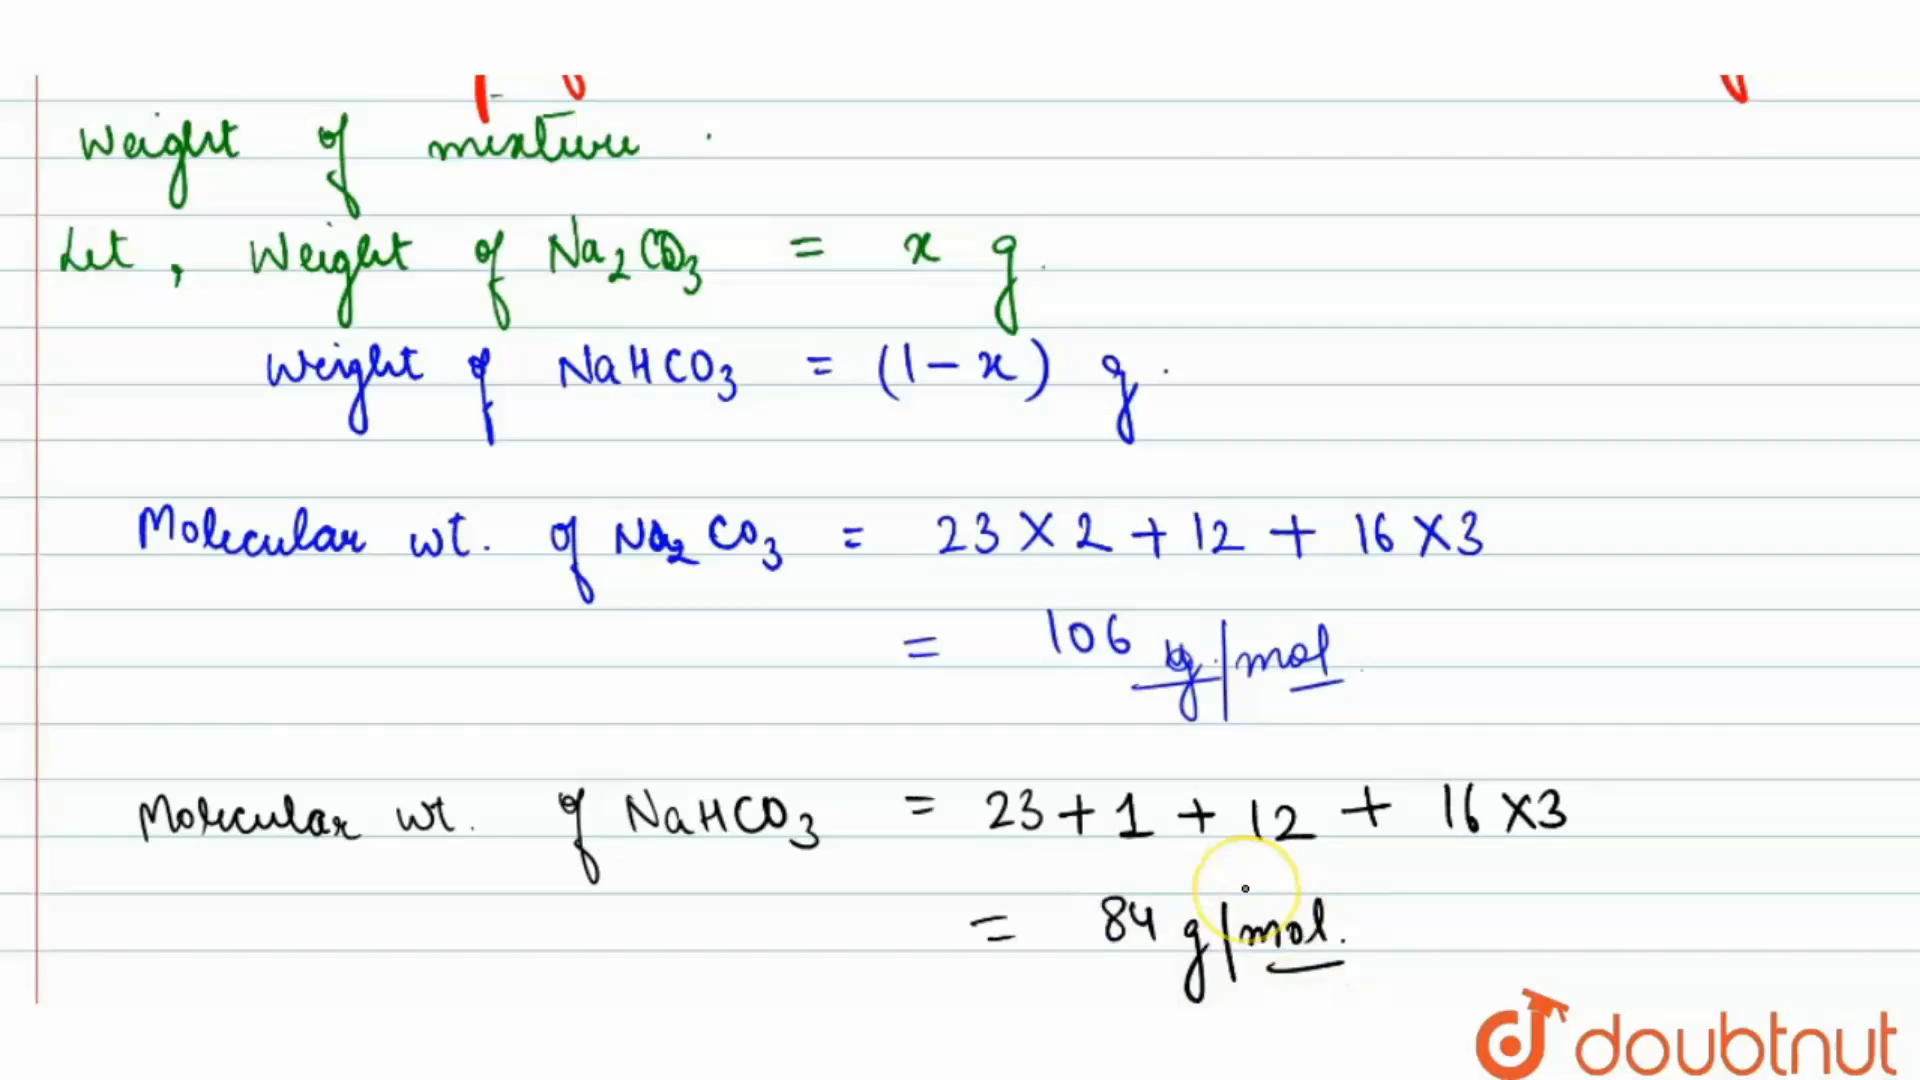 Weight of mixture.
Let, Weight of Na2CO3 = x g.
Weight of NaHCO3 = (1-x) g.
Molecular wt. of Na2CO3 = 23 X 2 + 12 + 16 X 3
= 106 g/mol.
Molecular wt. of NaHCO3 = 23 + 1 + 12 + 16 X 3
= 84 g/mol.
doubtnut